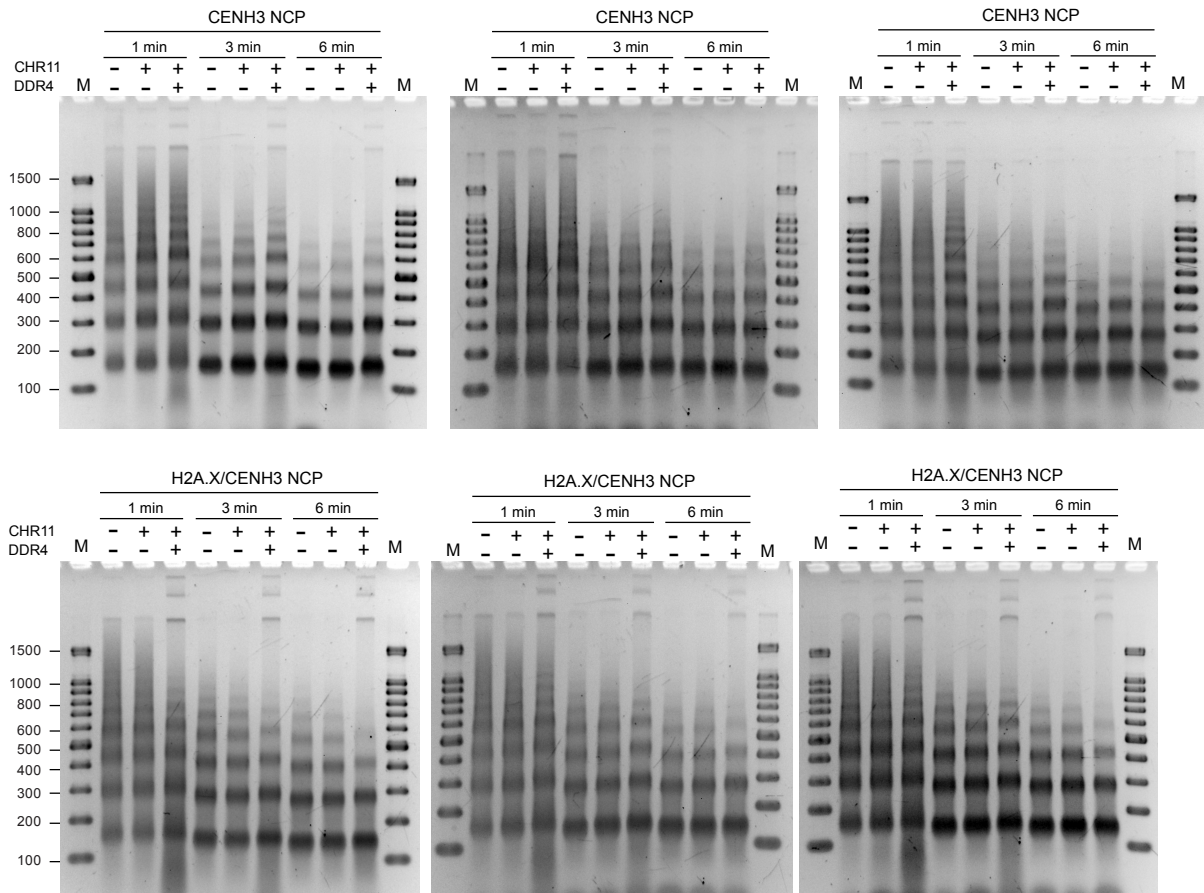 CENH3 NCP CENH3 NCP CENH3 NCP
1 min 3 min 6 min 1 min 3 min 6 min 1 min 3 min 6 min
CHR11 - + + - + + - + + - + + - + + - + + - + + - + + - + +
DDR4 - - + - - + - - + - - + - - + - - + - - + - - + - - +
M M M M M M
1500
1000
800
600
500
400
300
200
100
H2A.X/CENH3 NCP H2A.X/CENH3 NCP H2A.X/CENH3 NCP
1 min 3 min 6 min 1 min 3 min 6 min 1 min 3 min 6 min
CHR11 - + + - + + - + + - + + - + + - + + - + + - + + - + +
DDR4 - - + - - + - - + - - + - - + - - + - - + - - + - - +
M M M M M M
1500
1000
800
600
500
400
300
200
100